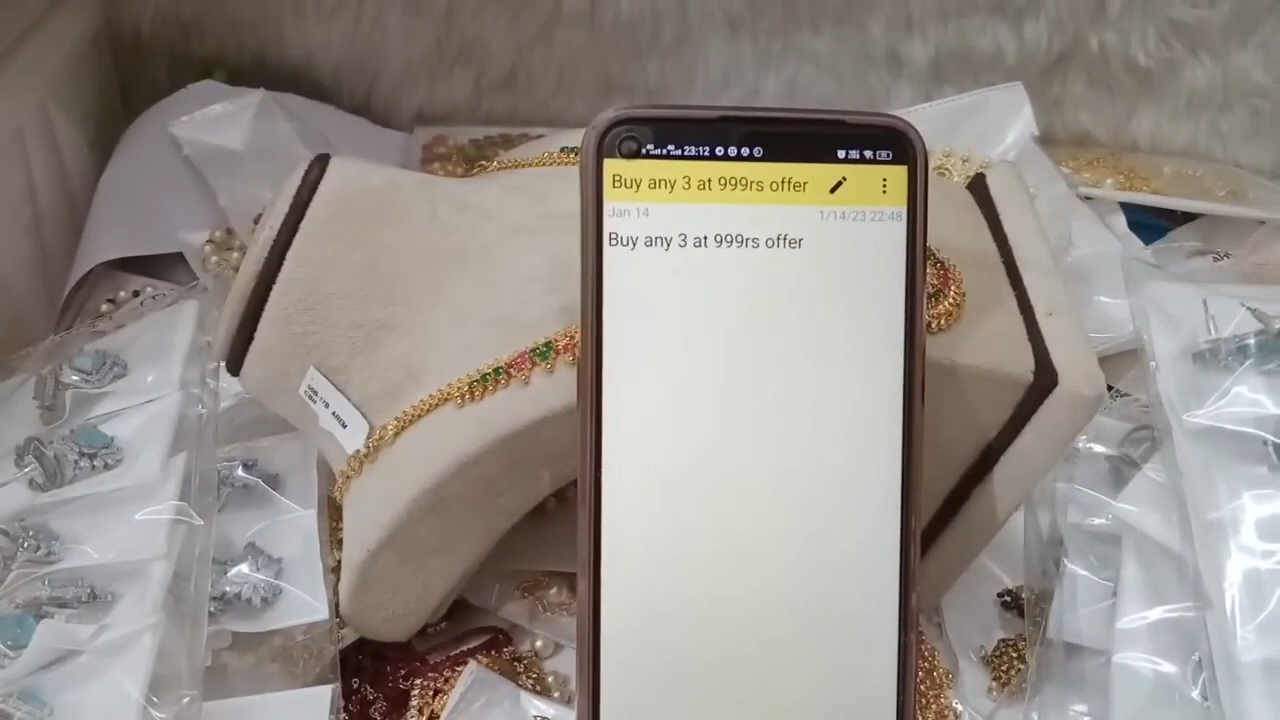 23:12
Buy any 3 at 999rs offer
Jan 14
1/14/23 22:48
Buy any 3 at 999rs offer